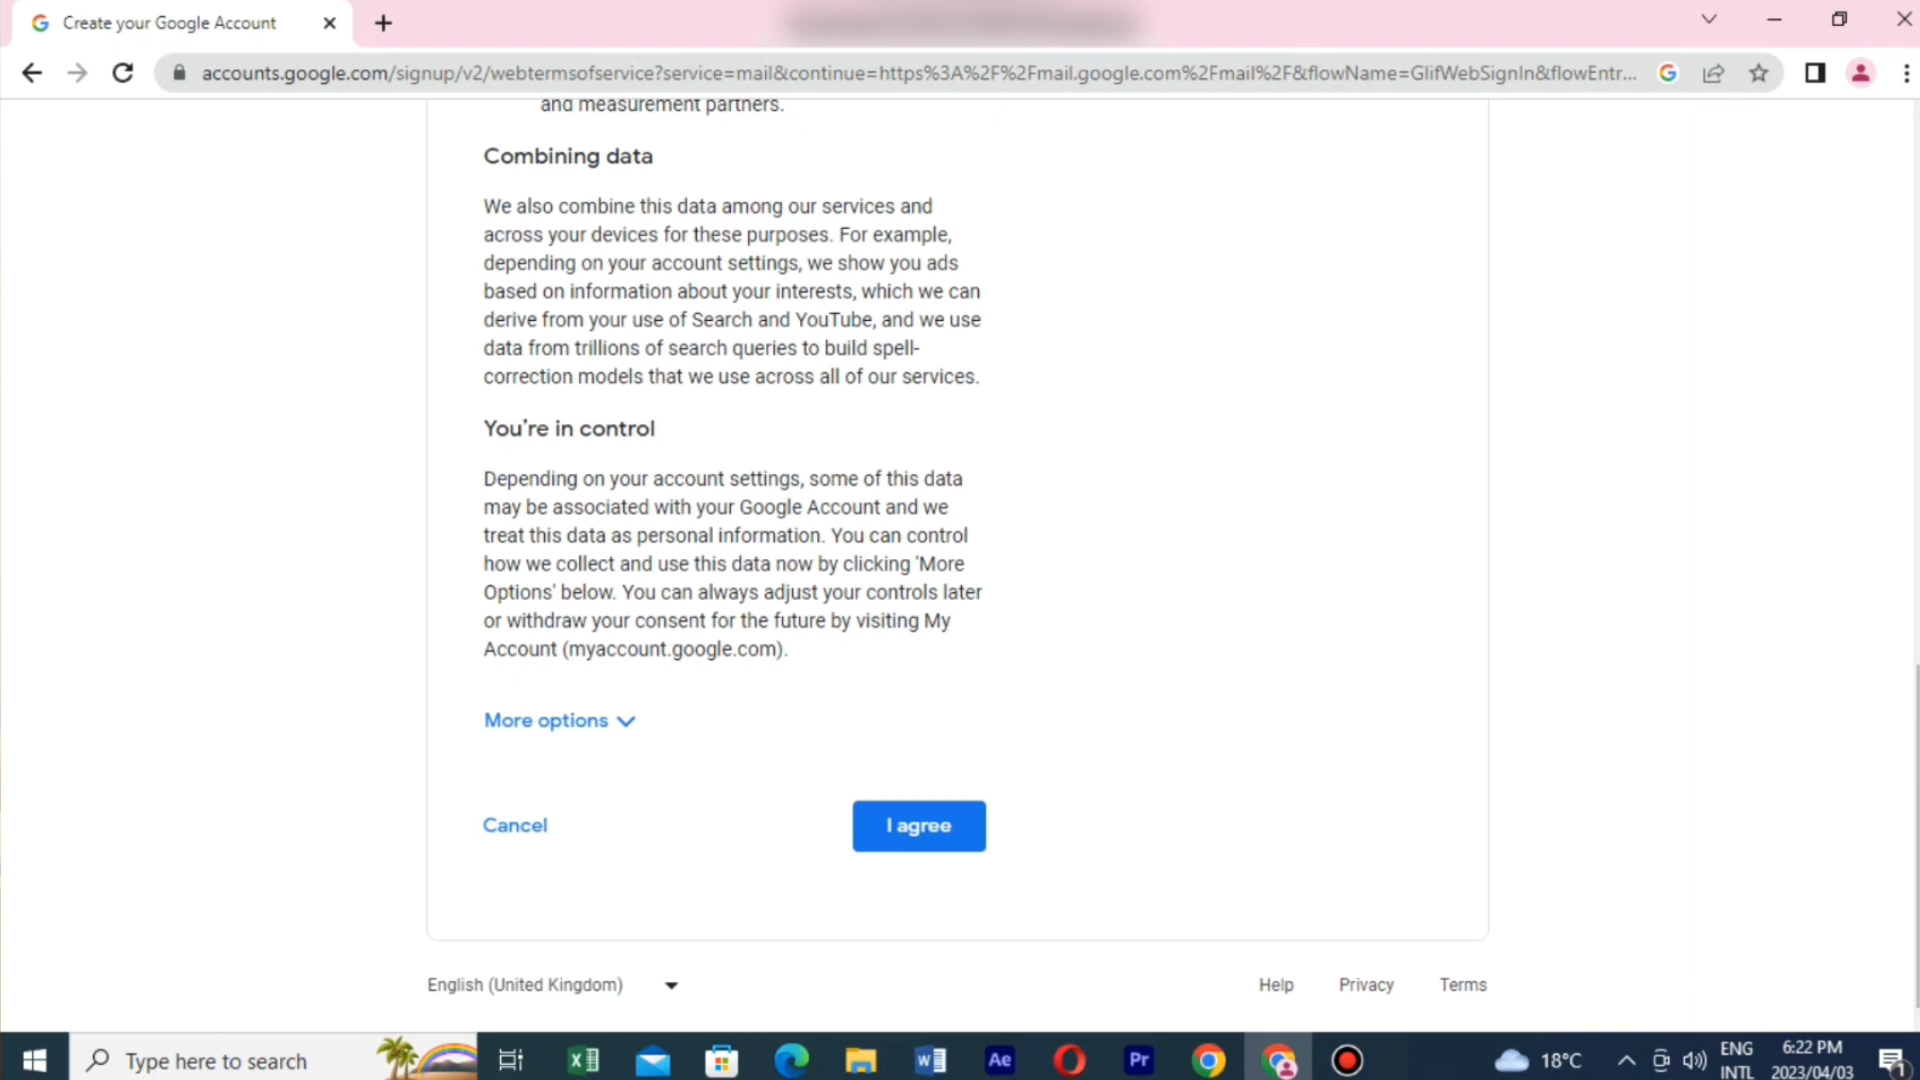 Create your Google Account
accounts.google.com/signup/v2/webtermsofservice?service=mail&continue=https%3A%2F%2Fmail.google.com%2Fmail%2F&flowName=GlifWebSignIn&flowEntr...
and measurement partners.
Combining data
We also combine this data among our services and
across your devices for these purposes. For example,
depending on your account settings, we show you ads
based on information about your interests, which we can
derive from your use of Search and YouTube, and we use
data from trillions of search queries to build spell-
correction models that we use across all of our services.
You're in control
Depending on your account settings, some of this data
may be associated with your Google Account and we
treat this data as personal information. You can control
how we collect and use this data now by clicking 'More
Options' below. You can always adjust your controls later
or withdraw your consent for the future by visiting My
Account (myaccount.google.com).
More options
Cancel
I agree
English (United Kingdom)
Help
Privacy
Terms
Type here to search
Ae
Pr
18°C
ENG
INTL
6:22 PM
2023/04/03
1